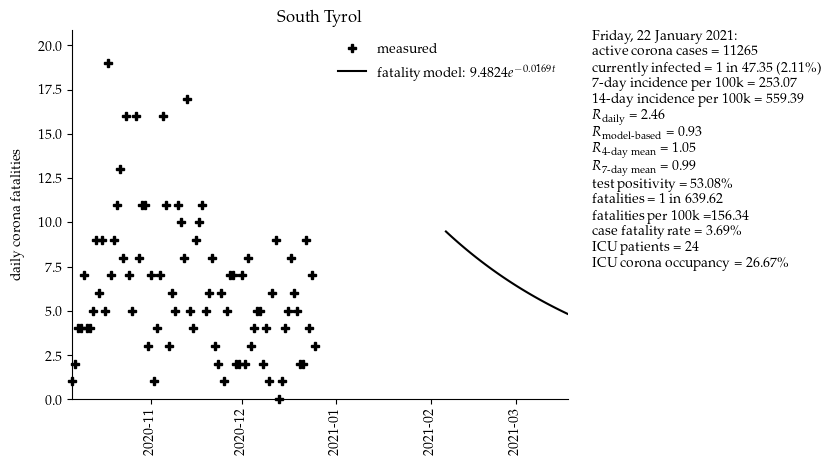 South Tyrol
measured
fatality model: 9.4824e^{-0.0169t}
daily corona fatalities
20.0
17.5
15.0
12.5
10.0
7.5
5.0
2.5
0.0
2020-11
2020-12
2021-01
2021-02
2021-03
Friday, 22 January 2021:
active corona cases = 11265
currently infected = 1 in 47.35 (2.11%)
7-day incidence per 100k = 253.07
14-day incidence per 100k = 559.39
R_daily = 2.46
R_model-based = 0.93
R_4-day mean = 1.05
R_7-day mean = 0.99
test positivity = 53.08%
fatalities = 1 in 639.62
fatalities per 100k =156.34
case fatality rate = 3.69%
ICU patients = 24
ICU corona occupancy = 26.67%